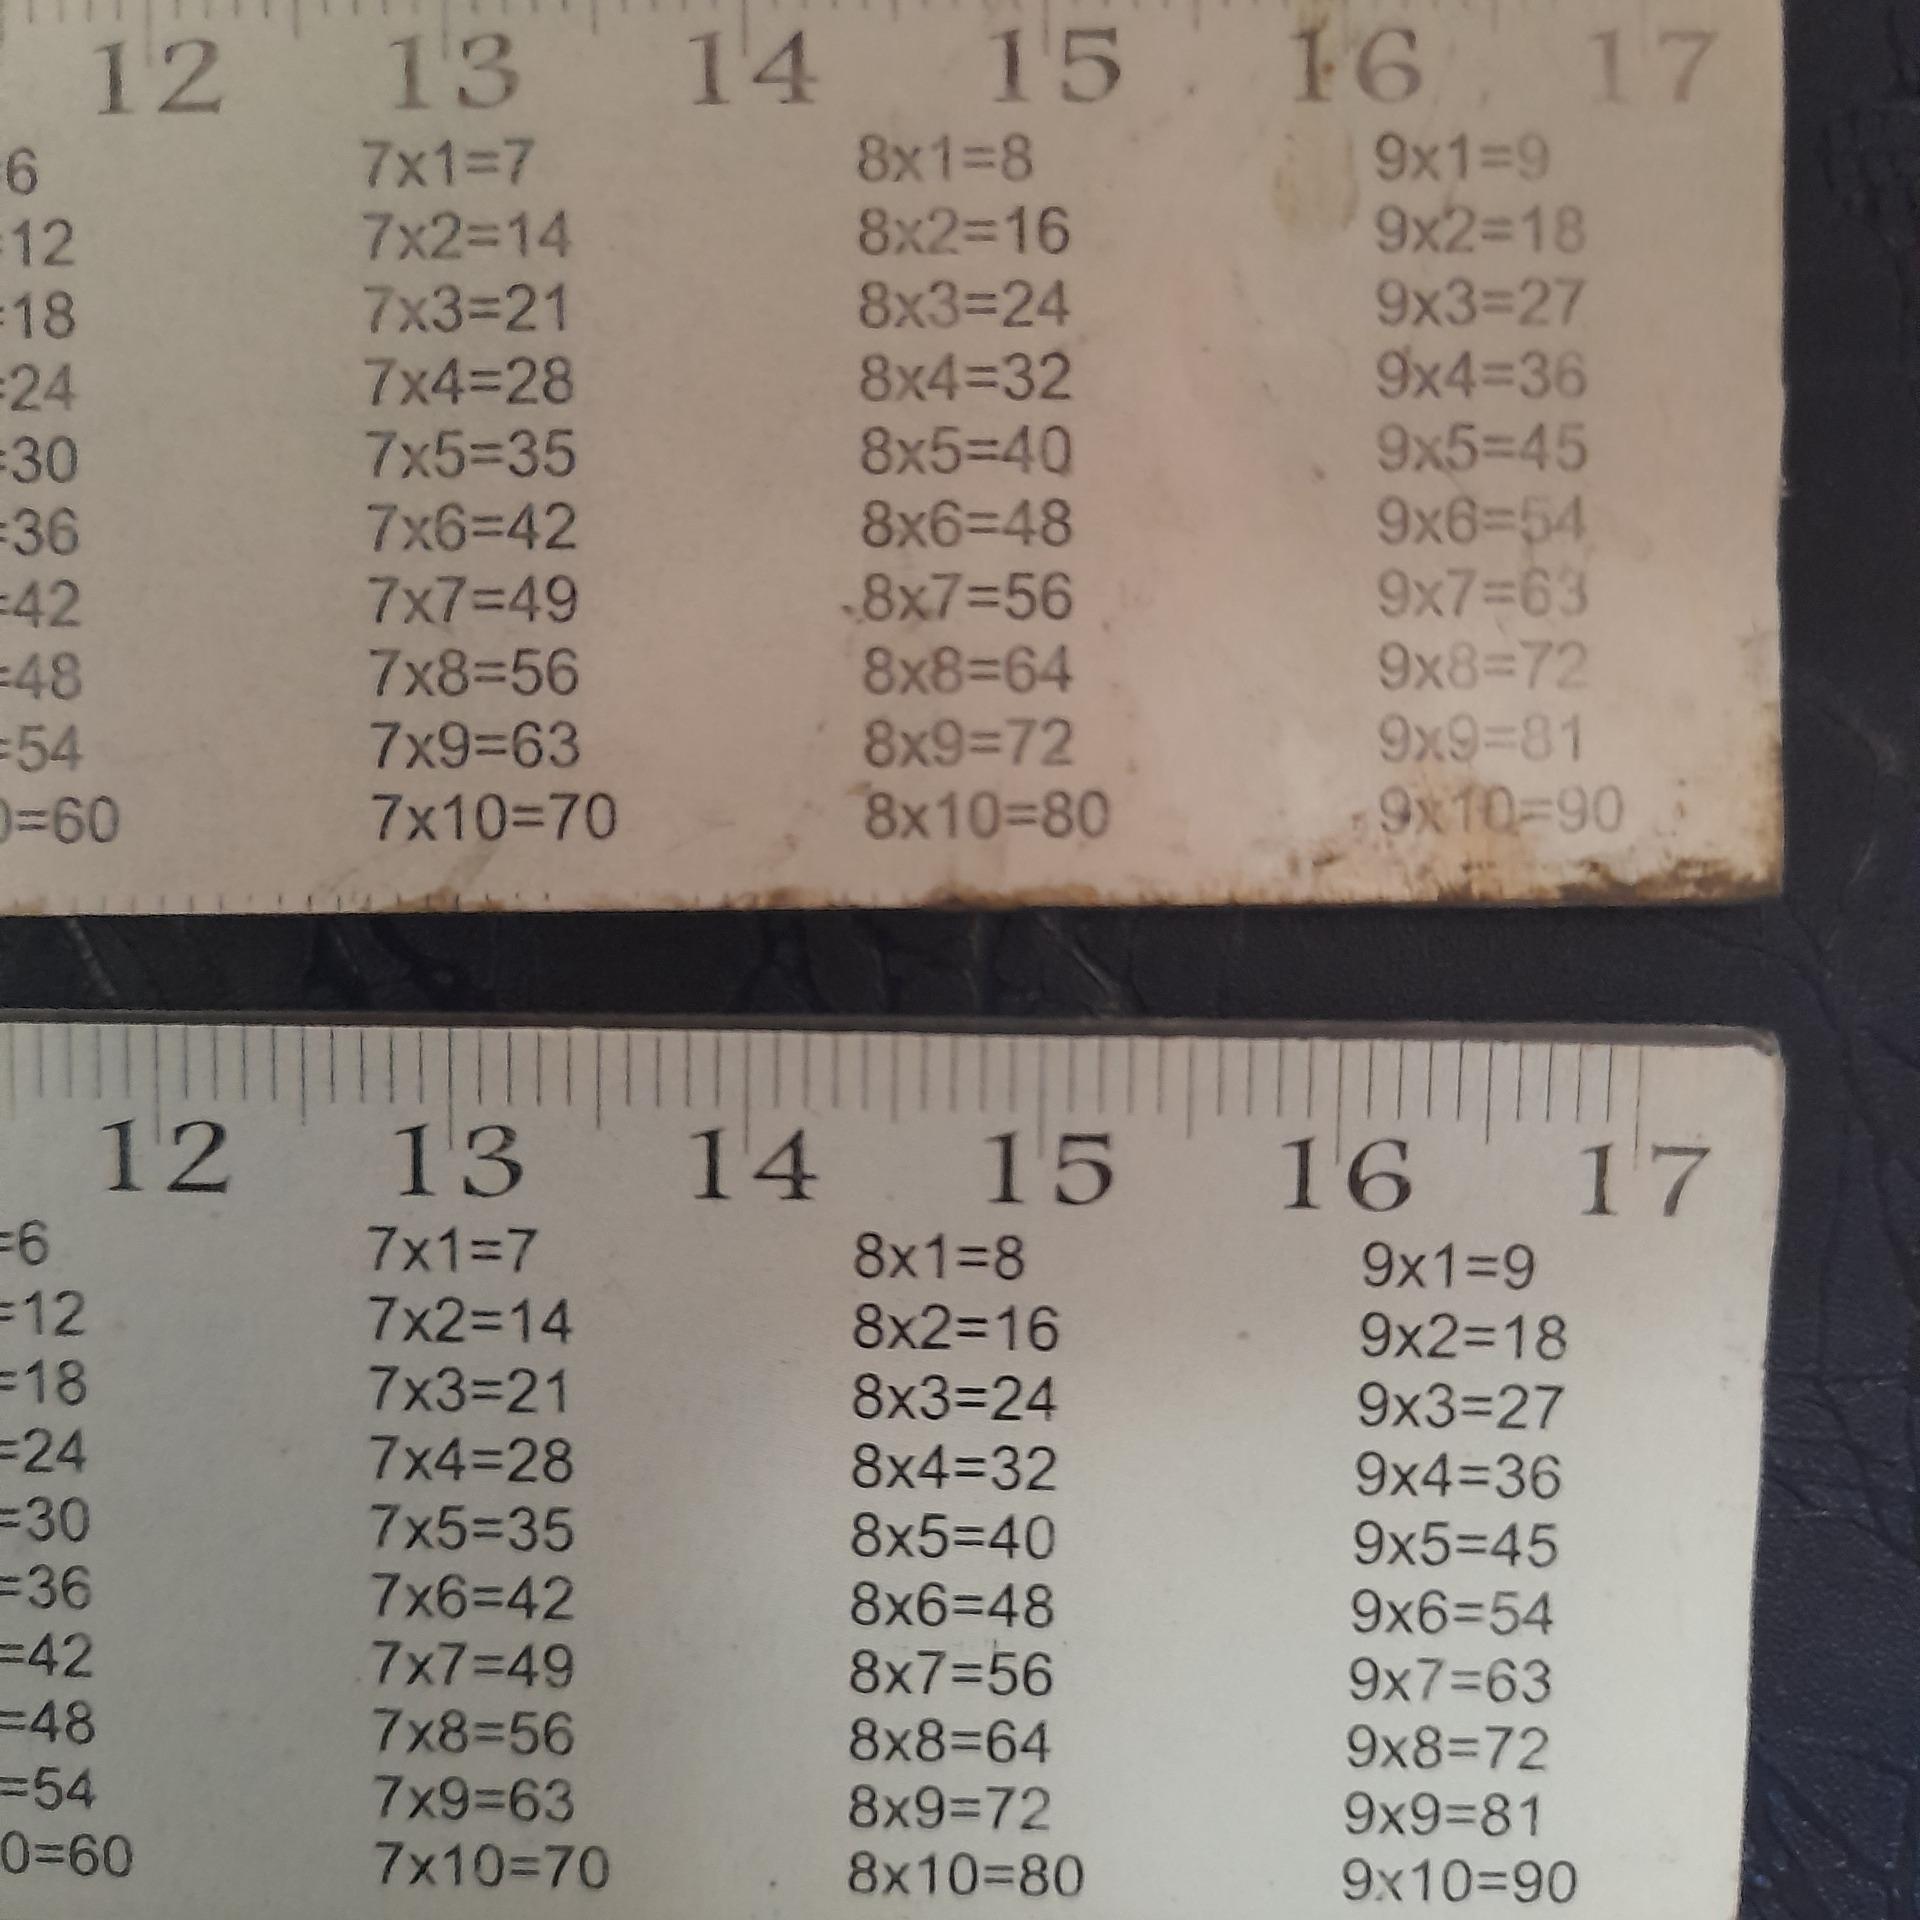 12 13 14 15 16 17
=6 7x1=7 8x1=8 9x1=9
=12 7x2=14 8x2=16 9x2=18
=18 7x3=21 8x3=24 9x3=27
=24 7x4=28 8x4=32 9x4=36
=30 7x5=35 8x5=40 9x5=45
=36 7x6=42 8x6=48 9x6=54
=42 7x7=49 8x7=56 9x7=63
=48 7x8=56 8x8=64 9x8=72
=54 7x9=63 8x9=72 9x9=81
0=60 7x10=70 8x10=80 9x10=90
12 13 14 15 16 17
=6 7x1=7 8x1=8 9x1=9
=12 7x2=14 8x2=16 9x2=18
=18 7x3=21 8x3=24 9x3=27
=24 7x4=28 8x4=32 9x4=36
=30 7x5=35 8x5=40 9x5=45
=36 7x6=42 8x6=48 9x6=54
=42 7x7=49 8x7=56 9x7=63
=48 7x8=56 8x8=64 9x8=72
=54 7x9=63 8x9=72 9x9=81
0=60 7x10=70 8x10=80 9x10=90